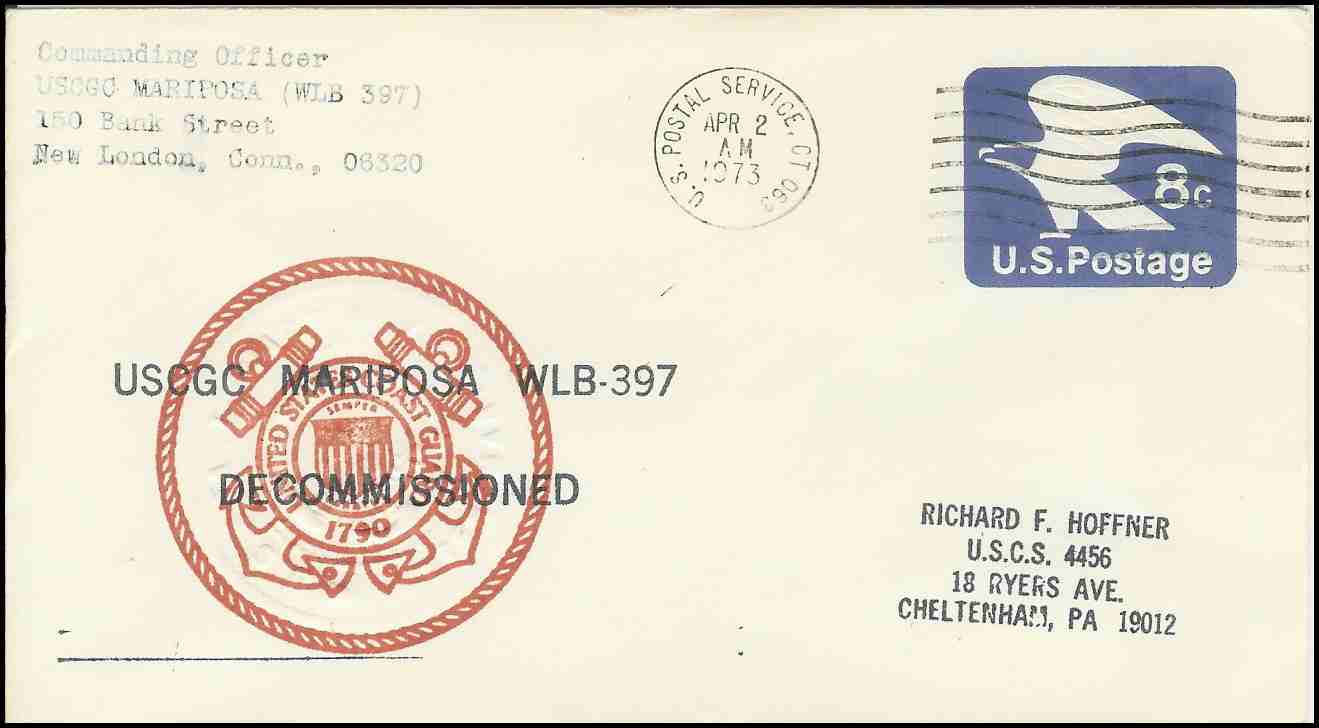 Commanding Officer
USCGC MARIPOSA (WLB 397)
150 Bank Street
New London, Conn., 06320
U.S. POSTAL SERVICE, CT 063
APR 2
AM
1973
8c
U.S.Postage
USCGC MARIPOSA WLB-397
UNITED STATES COAST GUARD
SEMPER
DECOMMISSIONED
1790
RICHARD F. HOFFNER
U.S.C.S. 4456
18 RYERS AVE.
CHELTENHAM, PA 19012